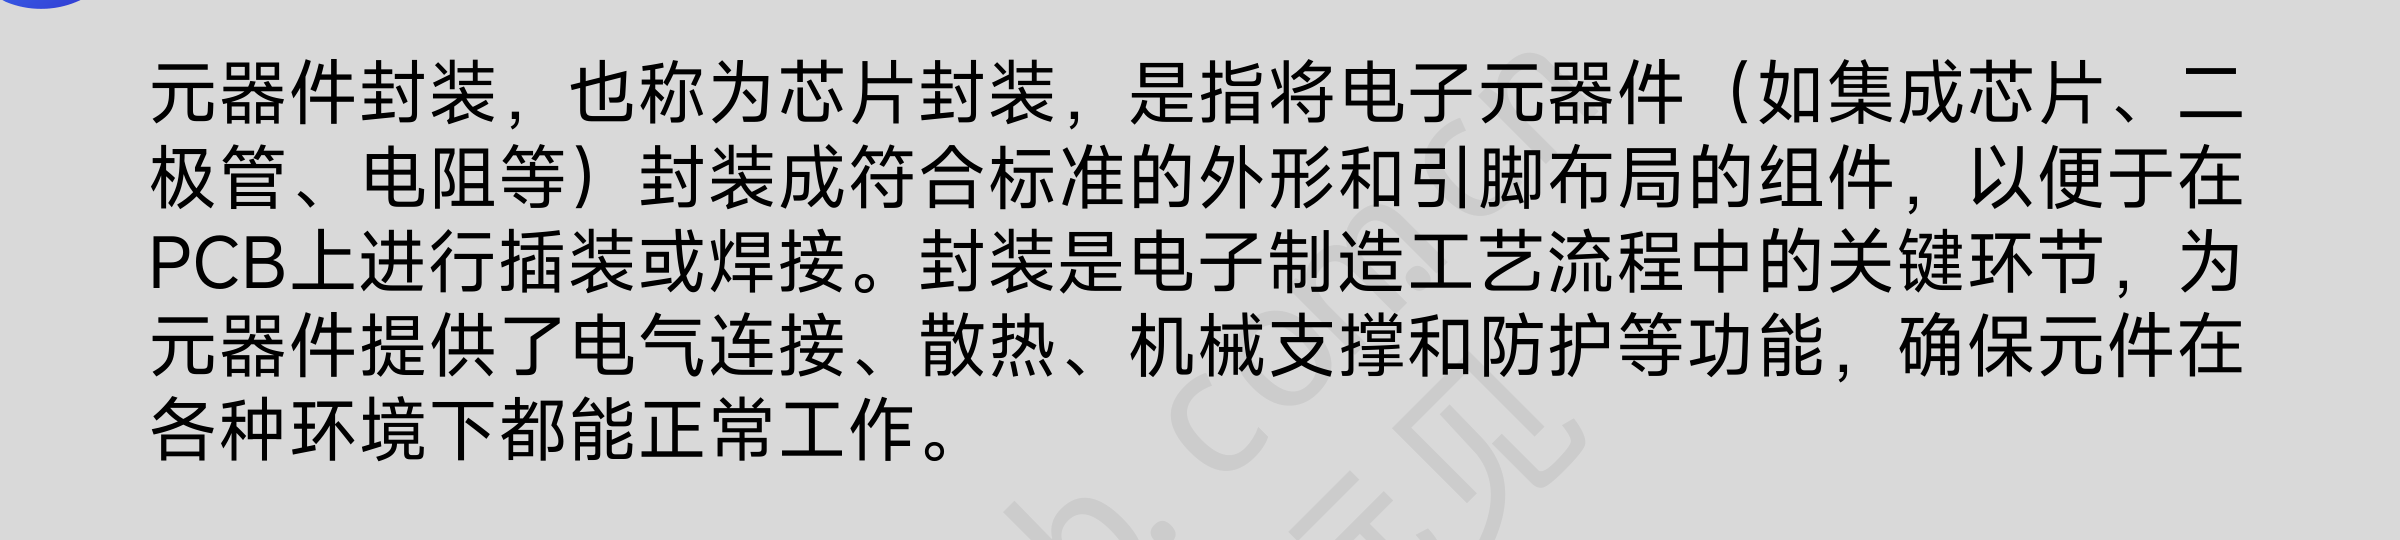 元器件封装，也称为芯片封装，是指将电子元器件（如集成芯片、二
极管、电阻等）封装成符合标准的外形和引脚布局的组件，以便于在
PCB上进行插装或焊接。封装是电子制造工艺流程中的关键环节，为
元器件提供了电气连接、散热、机械支撑和防护等功能，确保元件在
各种环境下都能正常工作。